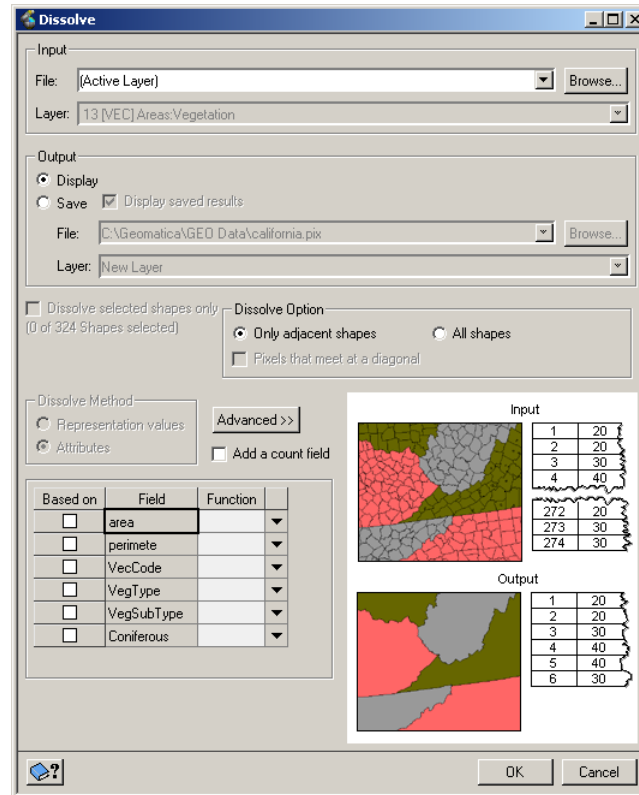 Dissolve
Input
File: (Active Layer) Browse...
Layer: 13 [VEC] Areas:Vegetation
Output
Display
Save Display saved results
File: C:\Geomatica\GEO Data\california.pix Browse...
Layer: New Layer
Dissolve selected shapes only
(0 of 324 Shapes selected)
Dissolve Option
Only adjacent shapes All shapes
Pixels that meet at a diagonal
Dissolve Method
Representation values
Attributes
Advanced >>
Add a count field
Based on Field Function
area
perimete
VecCode
VegType
VegSubType
Coniferous
Input
1 20
2 20
3 30
4 40
272 20
273 30
274 30
Output
1 20
2 20
3 30
4 40
5 40
6 30
?
OK Cancel